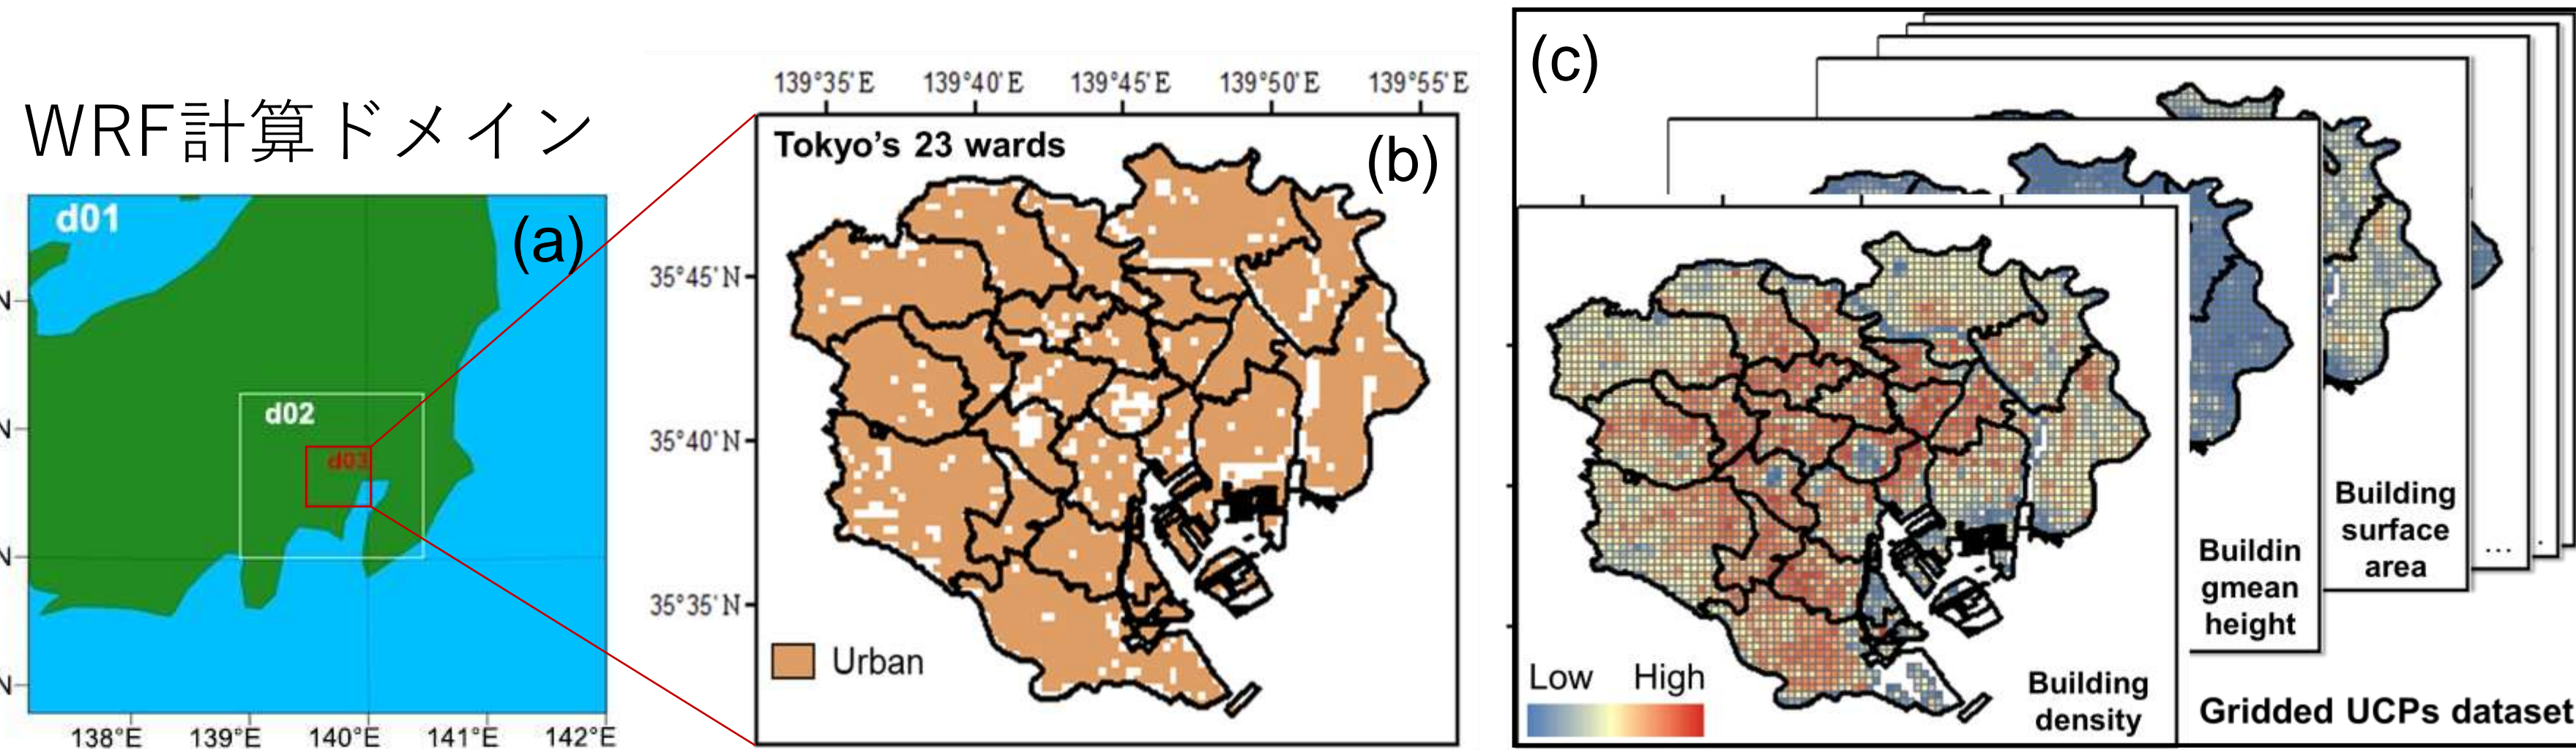 WRF計算ドメイン
d01
(a)
d02
d03
N
N
N
N
138°E 139°E 140°E 141°E 142°E
139°35'E 139°40'E 139°45'E 139°50'E 139°55'E
Tokyo's 23 wards
(b)
35°45'N
35°40'N
35°35'N
Urban
(c)
Low High
Building
density
Buildin
gmean
height
Building
surface
area
...
.
Gridded UCPs dataset